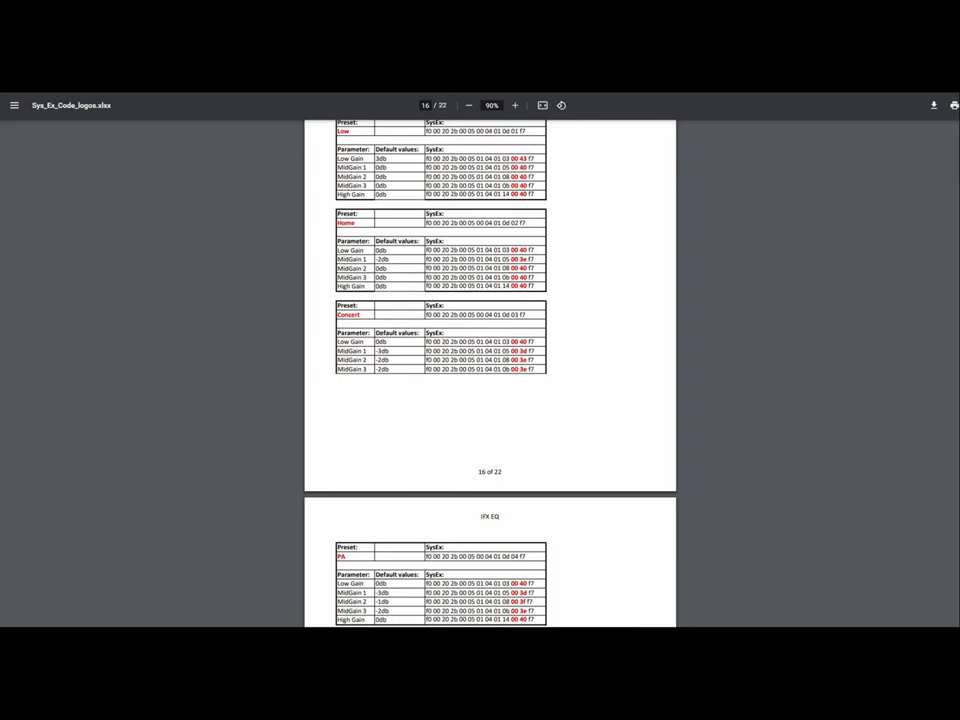 Sys_Ex_Code_logos.xlsx 16 / 22 90%
Preset: SysEx:
Low f0 00 20 2b 00 05 00 04 01 0d 01 f7
Parameter: Default values: SysEx:
Low Gain 3db f0 00 20 2b 00 05 01 04 01 03 00 43 f7
MidGain 1 0db f0 00 20 2b 00 05 01 04 01 05 00 40 f7
MidGain 2 0db f0 00 20 2b 00 05 01 04 01 08 00 40 f7
MidGain 3 0db f0 00 20 2b 00 05 01 04 01 0b 00 40 f7
High Gain 0db f0 00 20 2b 00 05 01 04 01 14 00 40 f7
Preset: SysEx:
Home f0 00 20 2b 00 05 00 04 01 0d 02 f7
Parameter: Default values: SysEx:
Low Gain 0db f0 00 20 2b 00 05 01 04 01 03 00 40 f7
MidGain 1 -2db f0 00 20 2b 00 05 01 04 01 05 00 3e f7
MidGain 2 0db f0 00 20 2b 00 05 01 04 01 08 00 40 f7
MidGain 3 0db f0 00 20 2b 00 05 01 04 01 0b 00 40 f7
High Gain 0db f0 00 20 2b 00 05 01 04 01 14 00 40 f7
Preset: SysEx:
Concert f0 00 20 2b 00 05 00 04 01 0d 03 f7
Parameter: Default values: SysEx:
Low Gain 0db f0 00 20 2b 00 05 01 04 01 03 00 40 f7
MidGain 1 -3db f0 00 20 2b 00 05 01 04 01 05 00 3d f7
MidGain 2 -2db f0 00 20 2b 00 05 01 04 01 08 00 3e f7
MidGain 3 -2db f0 00 20 2b 00 05 01 04 01 0b 00 3e f7
16 of 22
IFX EQ
Preset: SysEx:
PA f0 00 20 2b 00 05 00 04 01 0d 04 f7
Parameter: Default values: SysEx:
Low Gain 0db f0 00 20 2b 00 05 01 04 01 03 00 40 f7
MidGain 1 -3db f0 00 20 2b 00 05 01 04 01 05 00 3d f7
MidGain 2 -1db f0 00 20 2b 00 05 01 04 01 08 00 3f f7
MidGain 3 -2db f0 00 20 2b 00 05 01 04 01 0b 00 3e f7
High Gain 0db f0 00 20 2b 00 05 01 04 01 14 00 40 f7